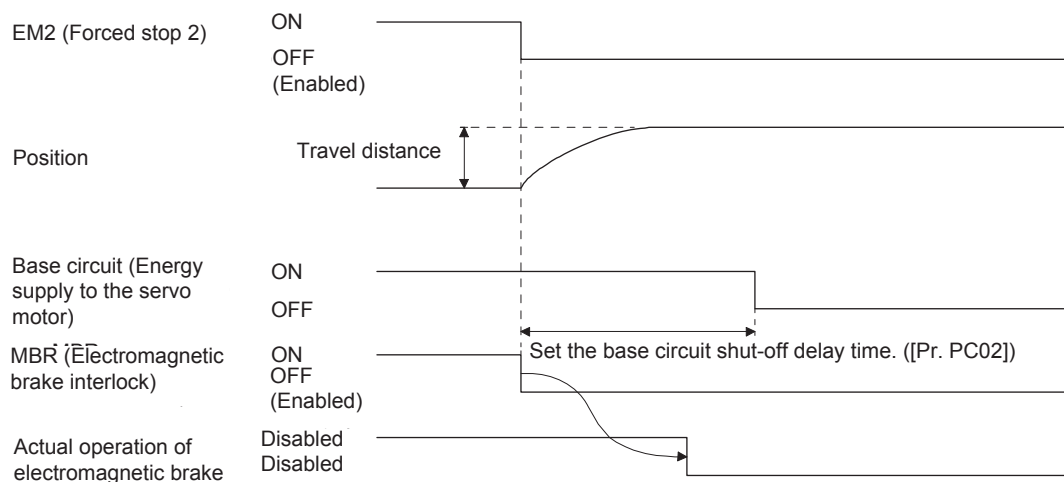 EM2 (Forced stop 2)
ON
OFF
(Enabled)
Position
Travel distance
Base circuit (Energy
supply to the servo
motor)
ON
OFF
Set the base circuit shut-off delay time. ([Pr. PC02])
MBR (Electromagnetic
brake interlock)
ON
OFF
(Enabled)
Actual operation of
electromagnetic brake
Disabled
Disabled